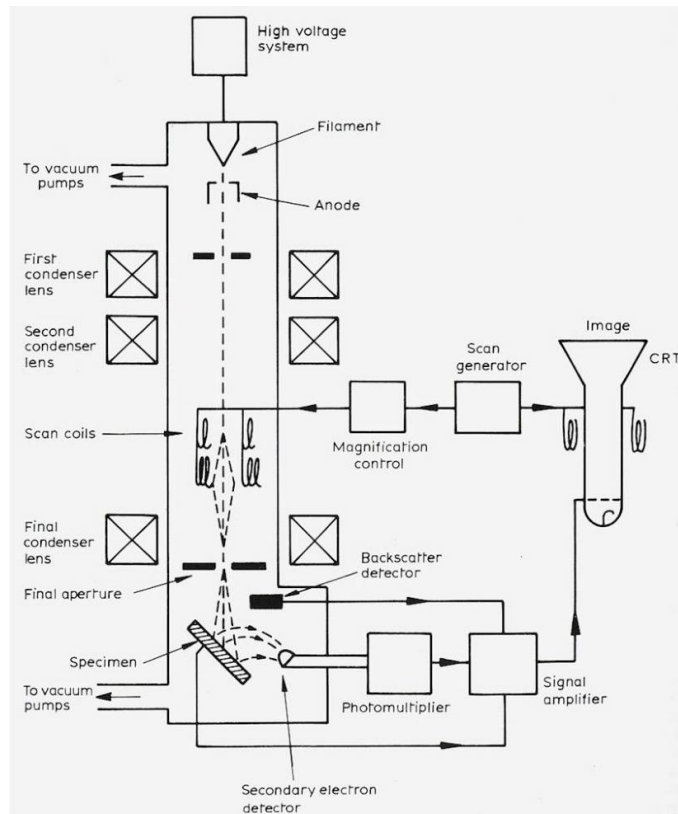 High voltage
system
Filament
To vacuum
pumps
Anode
First
condenser
lens
Second
condenser
lens
Image
CRT
Scan
generator
Scan coils
Magnification
control
Final
condenser
lens
Backscatter
detector
Final aperture
Specimen
To vacuum
pumps
Photomultiplier
Signal
amplifier
Secondary electron
detector